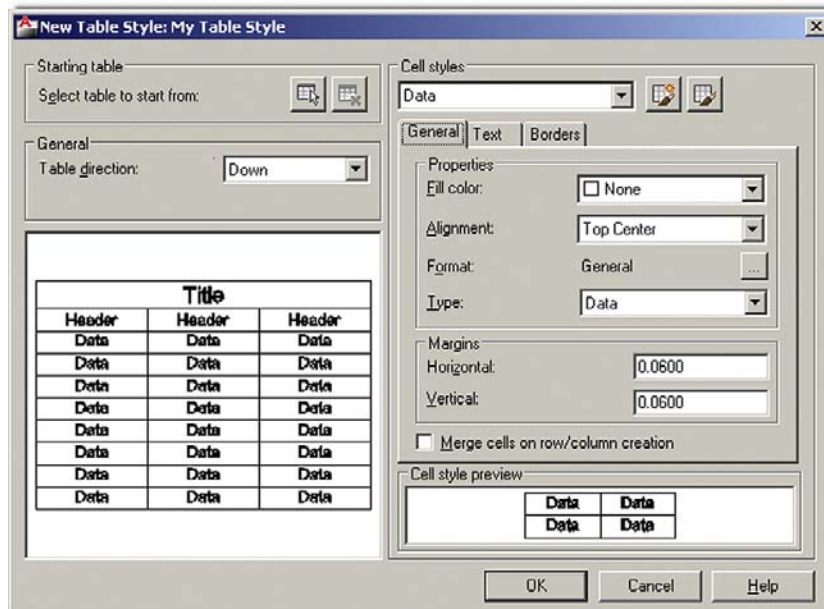 New Table Style: My Table Style
Starting table
Select table to start from:
General
Table direction: Down
Title
Header Header Header
Data Data Data
Data Data Data
Data Data Data
Data Data Data
Data Data Data
Data Data Data
Data Data Data
Data Data Data
Cell styles
Data
General Text Borders
Properties
Fill color: None
Alignment: Top Center
Format: General ...
Type: Data
Margins
Horizontal: 0.0600
Vertical: 0.0600
Merge cells on row/column creation
Cell style preview
Data Data
Data Data
OK Cancel Help